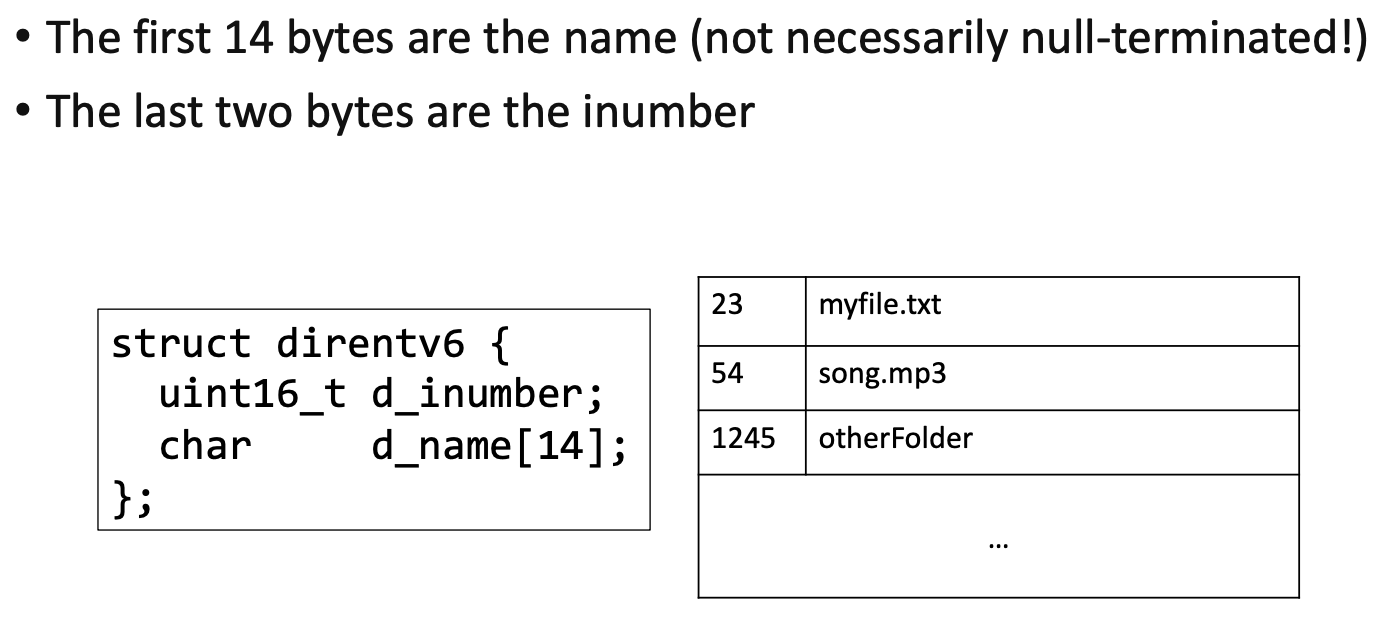 • The first 14 bytes are the name (not necessarily null-terminated!)
• The last two bytes are the inumber
struct direntv6 {
  uint16_t d_inumber;
  char     d_name[14];
};
23 myfile.txt
54 song.mp3
1245 otherFolder
...